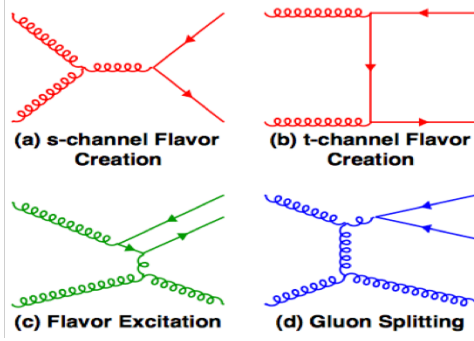 (a) s-channel Flavor
Creation
(b) t-channel Flavor
Creation
(c) Flavor Excitation
(d) Gluon Splitting